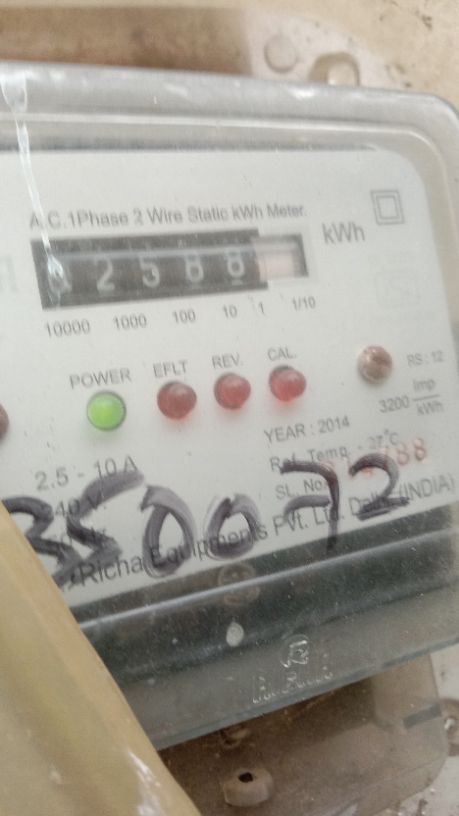 A.C.1Phase 2 Wire Static kWh Meter.
kWh
10000 1000 100 10 1 1/10
POWER EFLT REV. CAL.
RS : 12
3200 Imp/kWh
YEAR : 2014
2.5 - 10 A
Ref. Temp. - 27°C
SL. No.
350072
Richa Equipments Pvt. Ltd. Delhi (INDIA)